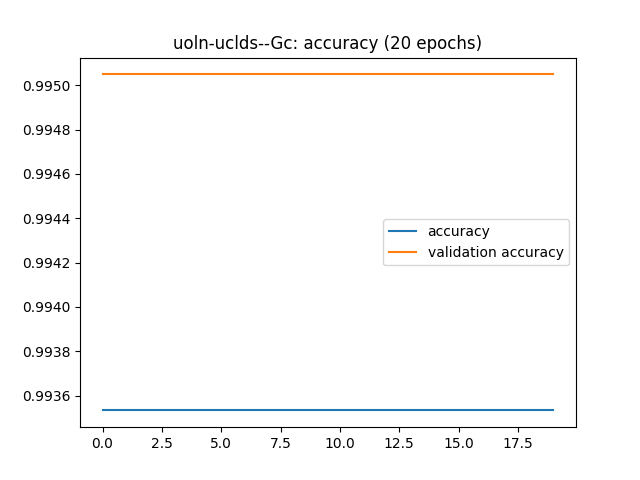 uoln-uclds--Gc: accuracy (20 epochs)
0.9950
0.9948
0.9946
0.9944
0.9942
0.9940
0.9938
0.9936
accuracy
validation accuracy
0.0 2.5 5.0 7.5 10.0 12.5 15.0 17.5